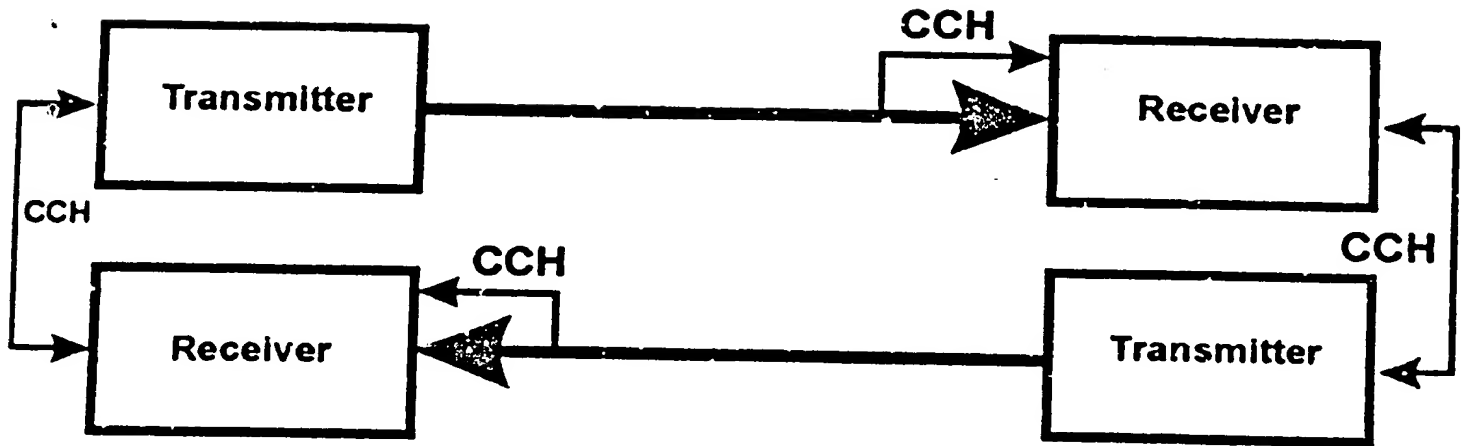 CCH
Transmitter
Receiver
CCH
CCH
CCH
Receiver
Transmitter